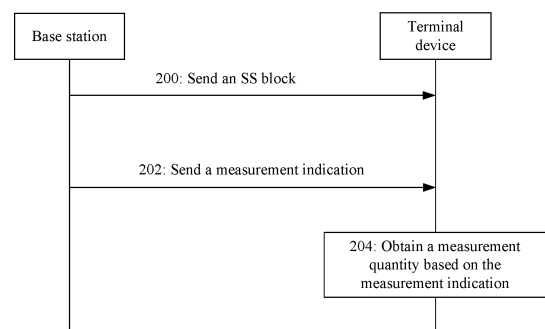 Base station
Terminal
device
200: Send an SS block
202: Send a measurement indication
204: Obtain a measurement
quantity based on the
measurement indication